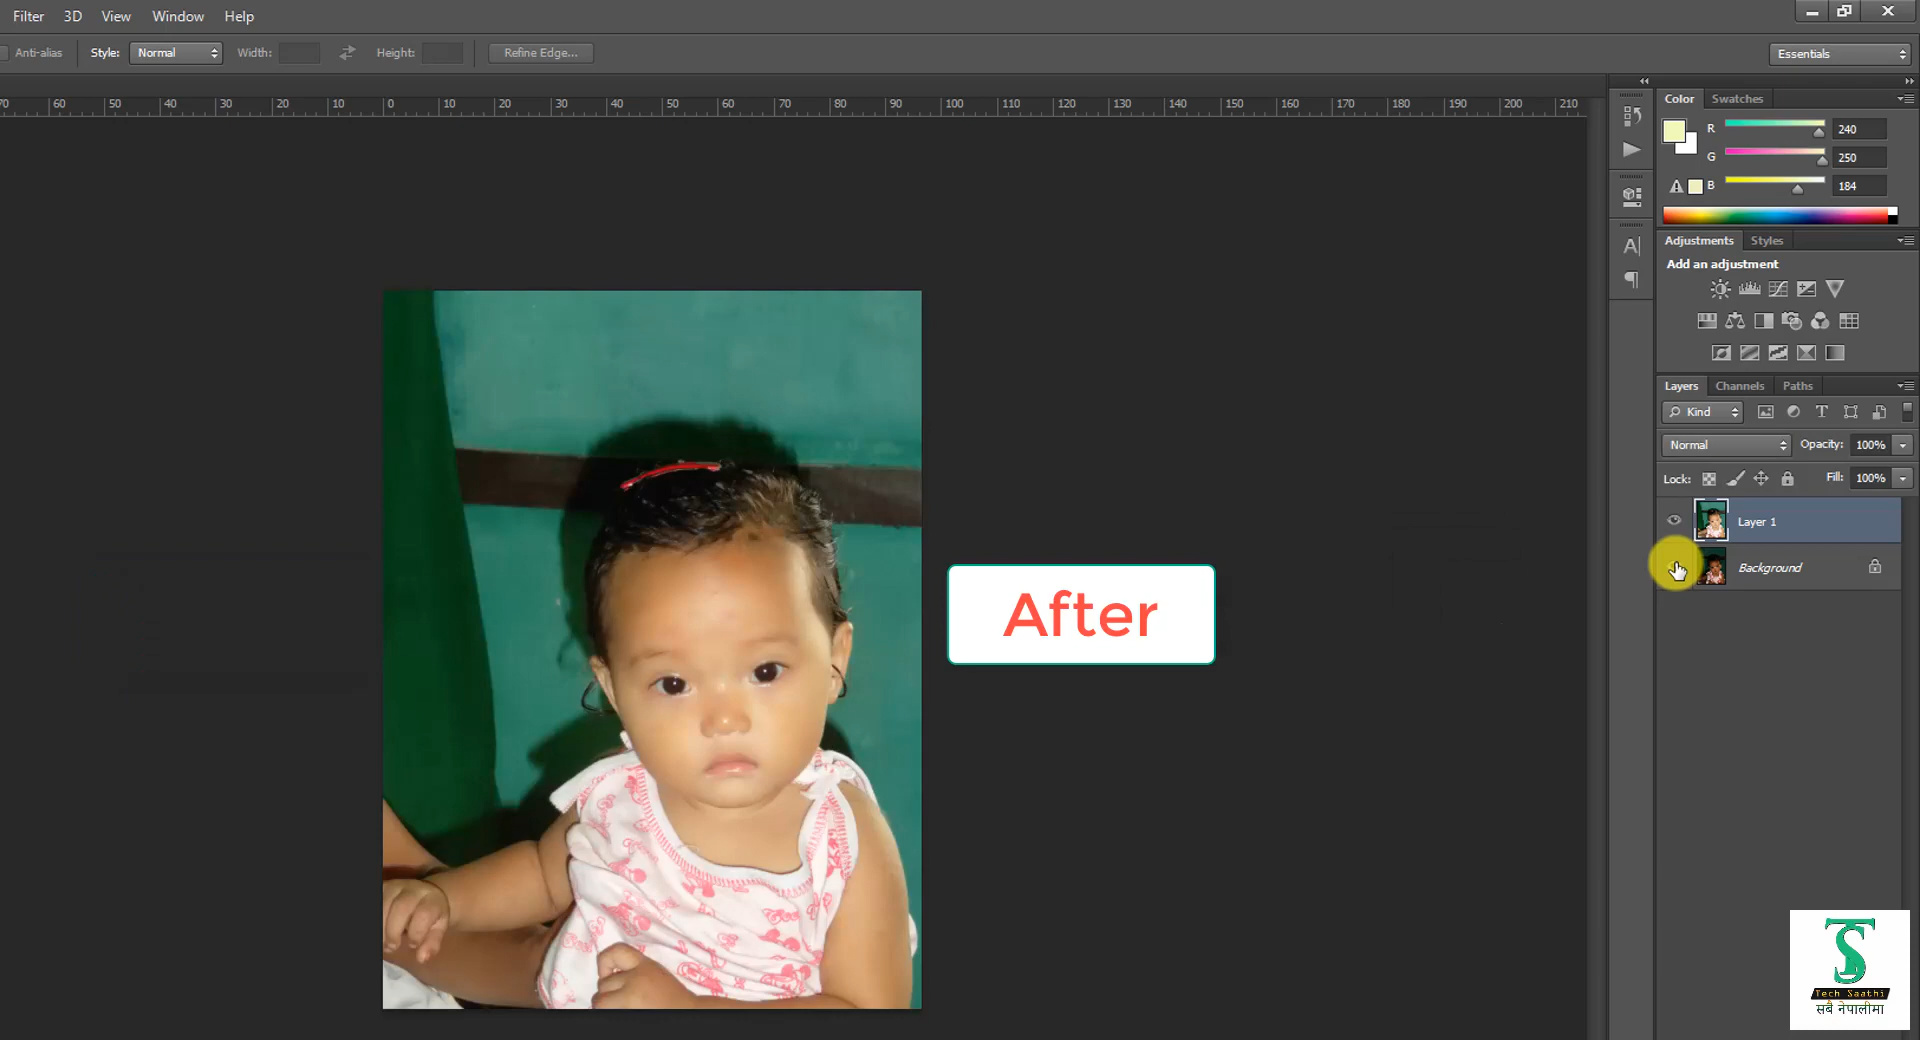 Filter 3D View Window Help
Anti-alias Style: Normal Width: Height: Refine Edge... Essentials
60 50 40 30 20 10 0 10 20 30 40 50 60 70 80 90 100 110 120 130 140 150 160 170 180 190 200 210
Color Swatches
R 240
G 250
B 184
Adjustments Styles
Add an adjustment
Layers Channels Paths
Kind
Normal Opacity: 100%
Lock: Fill: 100%
Layer 1
Background
After
TS
Tech Saathi
सबै नेपालीमा